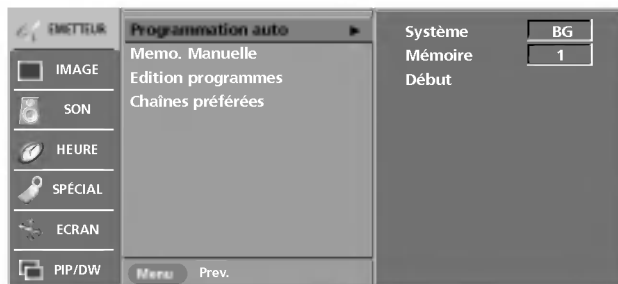 EMETTEUR
IMAGE
SON
HEURE
SPÉCIAL
ECRAN
PIP/DW
Programmation auto
Memo. Manuelle
Edition programmes
Chaînes préférées
Menu Prev.
Système BG
Mémoire 1
Début